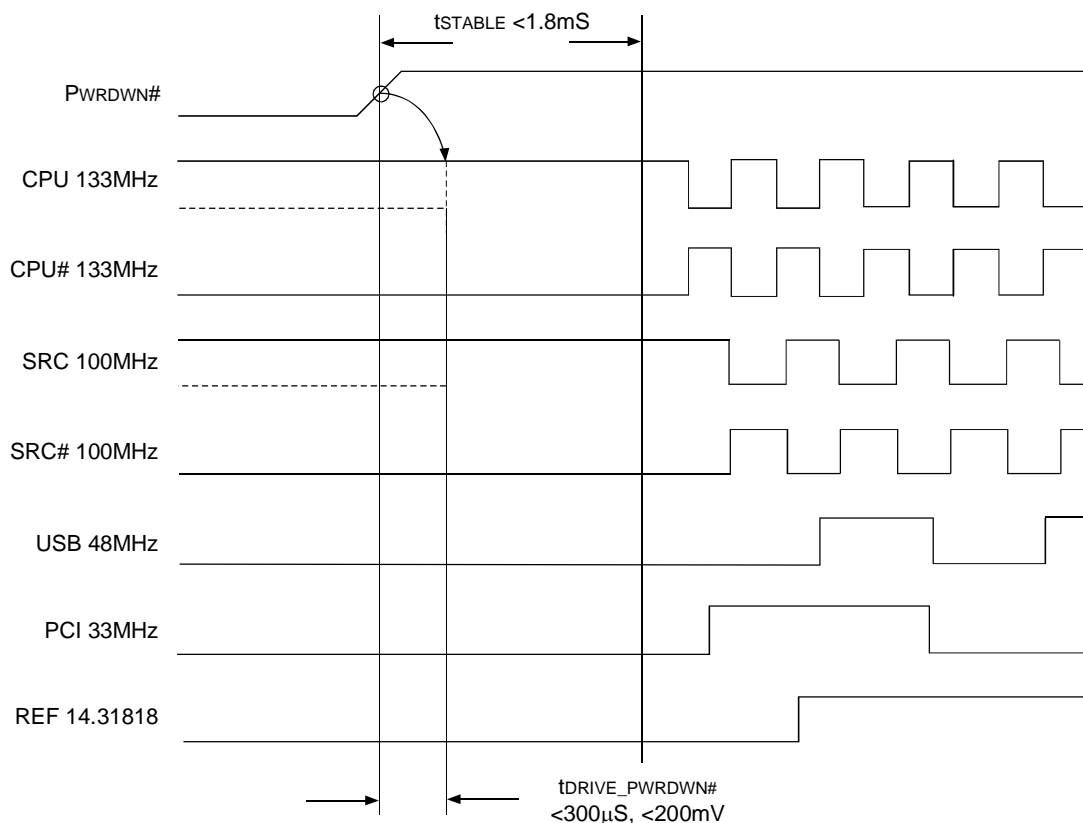 tSTABLE <1.8mS
PWRDWN#
CPU 133MHz
CPU# 133MHz
SRC 100MHz
SRC# 100MHz
USB 48MHz
PCI 33MHz
REF 14.31818
tDRIVE_PWRDWN#
<300μS, <200mV